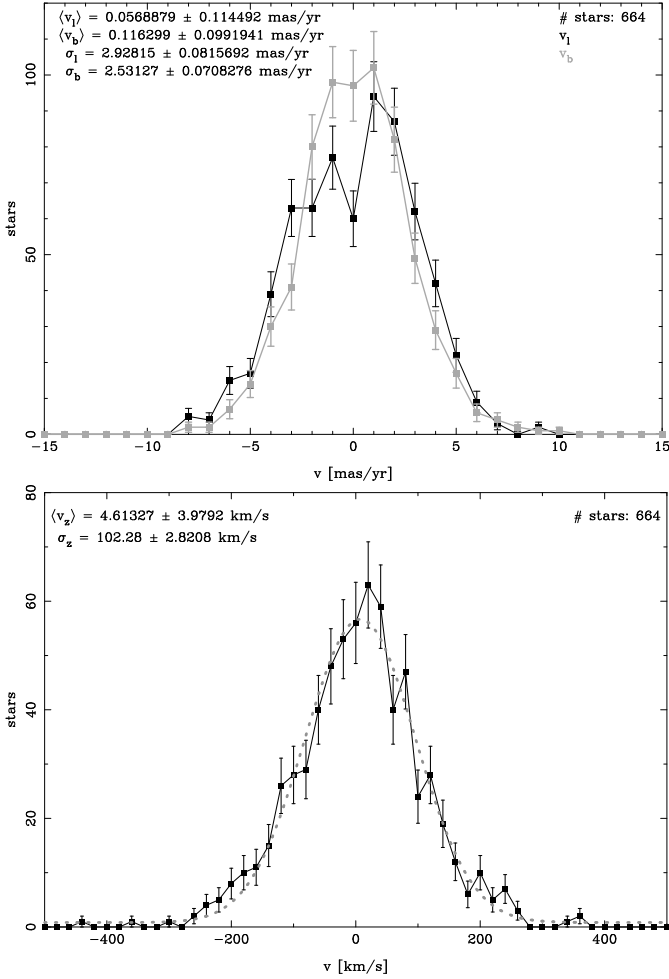 ⟨v_l⟩ = 0.0568879 ± 0.114492 mas/yr # stars: 664
⟨v_b⟩ = 0.116299 ± 0.0991941 mas/yr v_l
σ_l = 2.92815 ± 0.0815692 mas/yr v_b
σ_b = 2.53127 ± 0.0708276 mas/yr
100
50
0
stars
−15 −10 −5 0 5 10 15
v [mas/yr]
80
⟨v_z⟩ = 4.61327 ± 3.9792 km/s # stars: 664
σ_z = 102.28 ± 2.8208 km/s
60
40
20
0
stars
−400 −200 0 200 400
v [km/s]